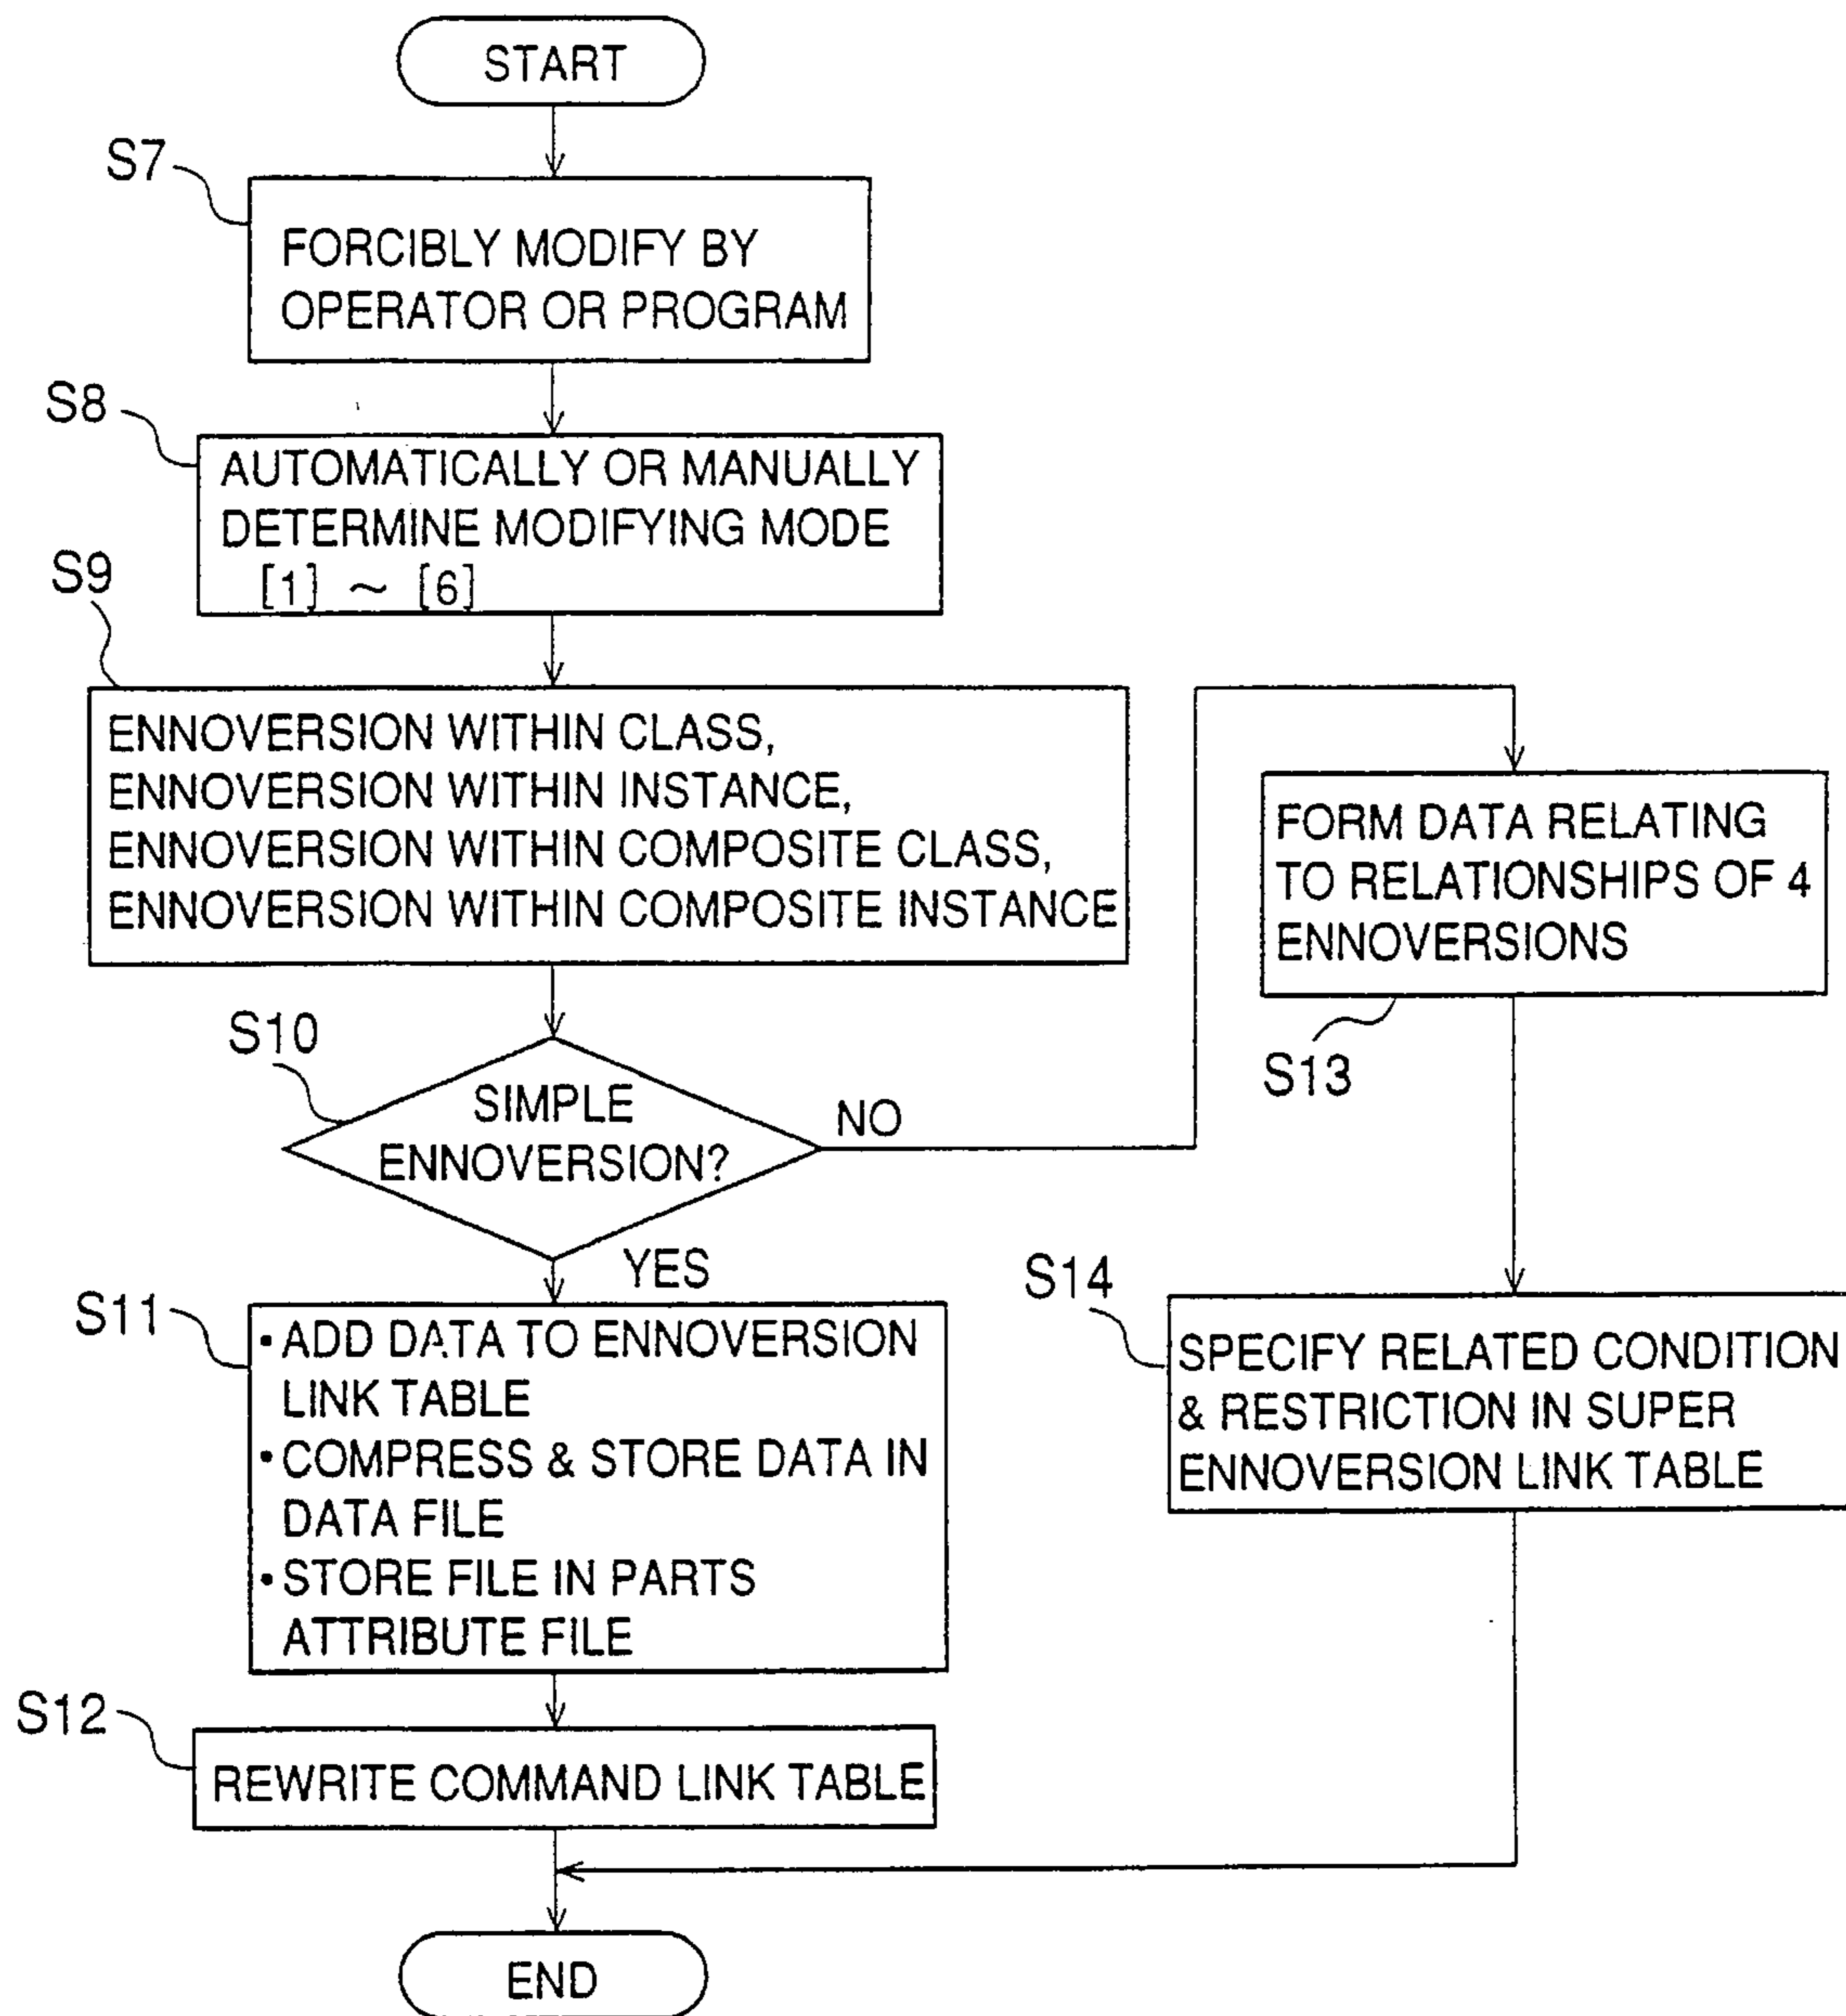 START
S7
FORCIBLY MODIFY BY
OPERATOR OR PROGRAM
S8
AUTOMATICALLY OR MANUALLY
DETERMINE MODIFYING MODE
[1] ~ [6]
S9
ENNOVERSION WITHIN CLASS,
ENNOVERSION WITHIN INSTANCE,
ENNOVERSION WITHIN COMPOSITE CLASS,
ENNOVERSION WITHIN COMPOSITE INSTANCE
S10
SIMPLE
ENNOVERSION?
NO
YES
S11
• ADD DATA TO ENNOVERSION
LINK TABLE
• COMPRESS & STORE DATA IN
DATA FILE
• STORE FILE IN PARTS
ATTRIBUTE FILE
S12
REWRITE COMMAND LINK TABLE
FORM DATA RELATING
TO RELATIONSHIPS OF 4
ENNOVERSIONS
S13
S14
SPECIFY RELATED CONDITION
& RESTRICTION IN SUPER
ENNOVERSION LINK TABLE
END